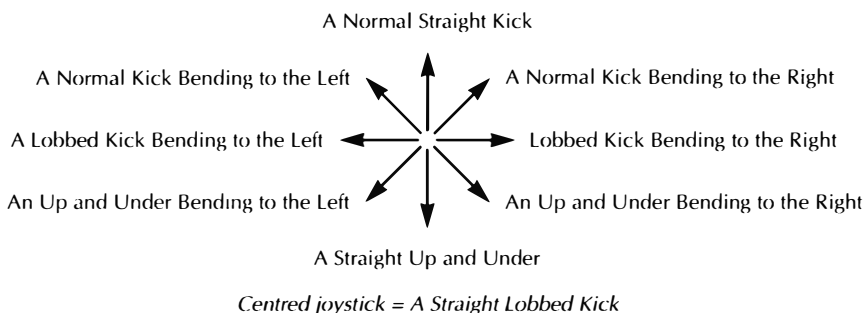 A Normal Straight Kick
A Normal Kick Bending to the Left
A Normal Kick Bending to the Right
A Lobbed Kick Bending to the Left
Lobbed Kick Bending to the Right
An Up and Under Bending to the Left
An Up and Under Bending to the Right
A Straight Up and Under
Centred joystick = A Straight Lobbed Kick